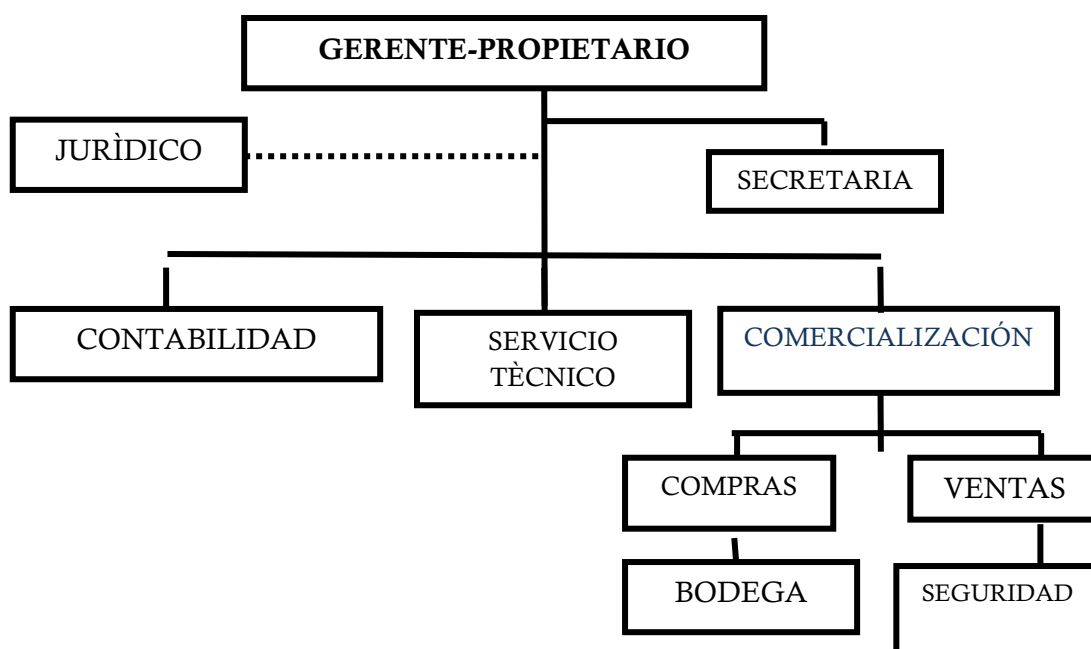 GERENTE-PROPIETARIO
JURÌDICO
SECRETARIA
CONTABILIDAD
SERVICIO
TÈCNICO
COMERCIALIZACIÓN
COMPRAS
VENTAS
BODEGA
SEGURIDAD